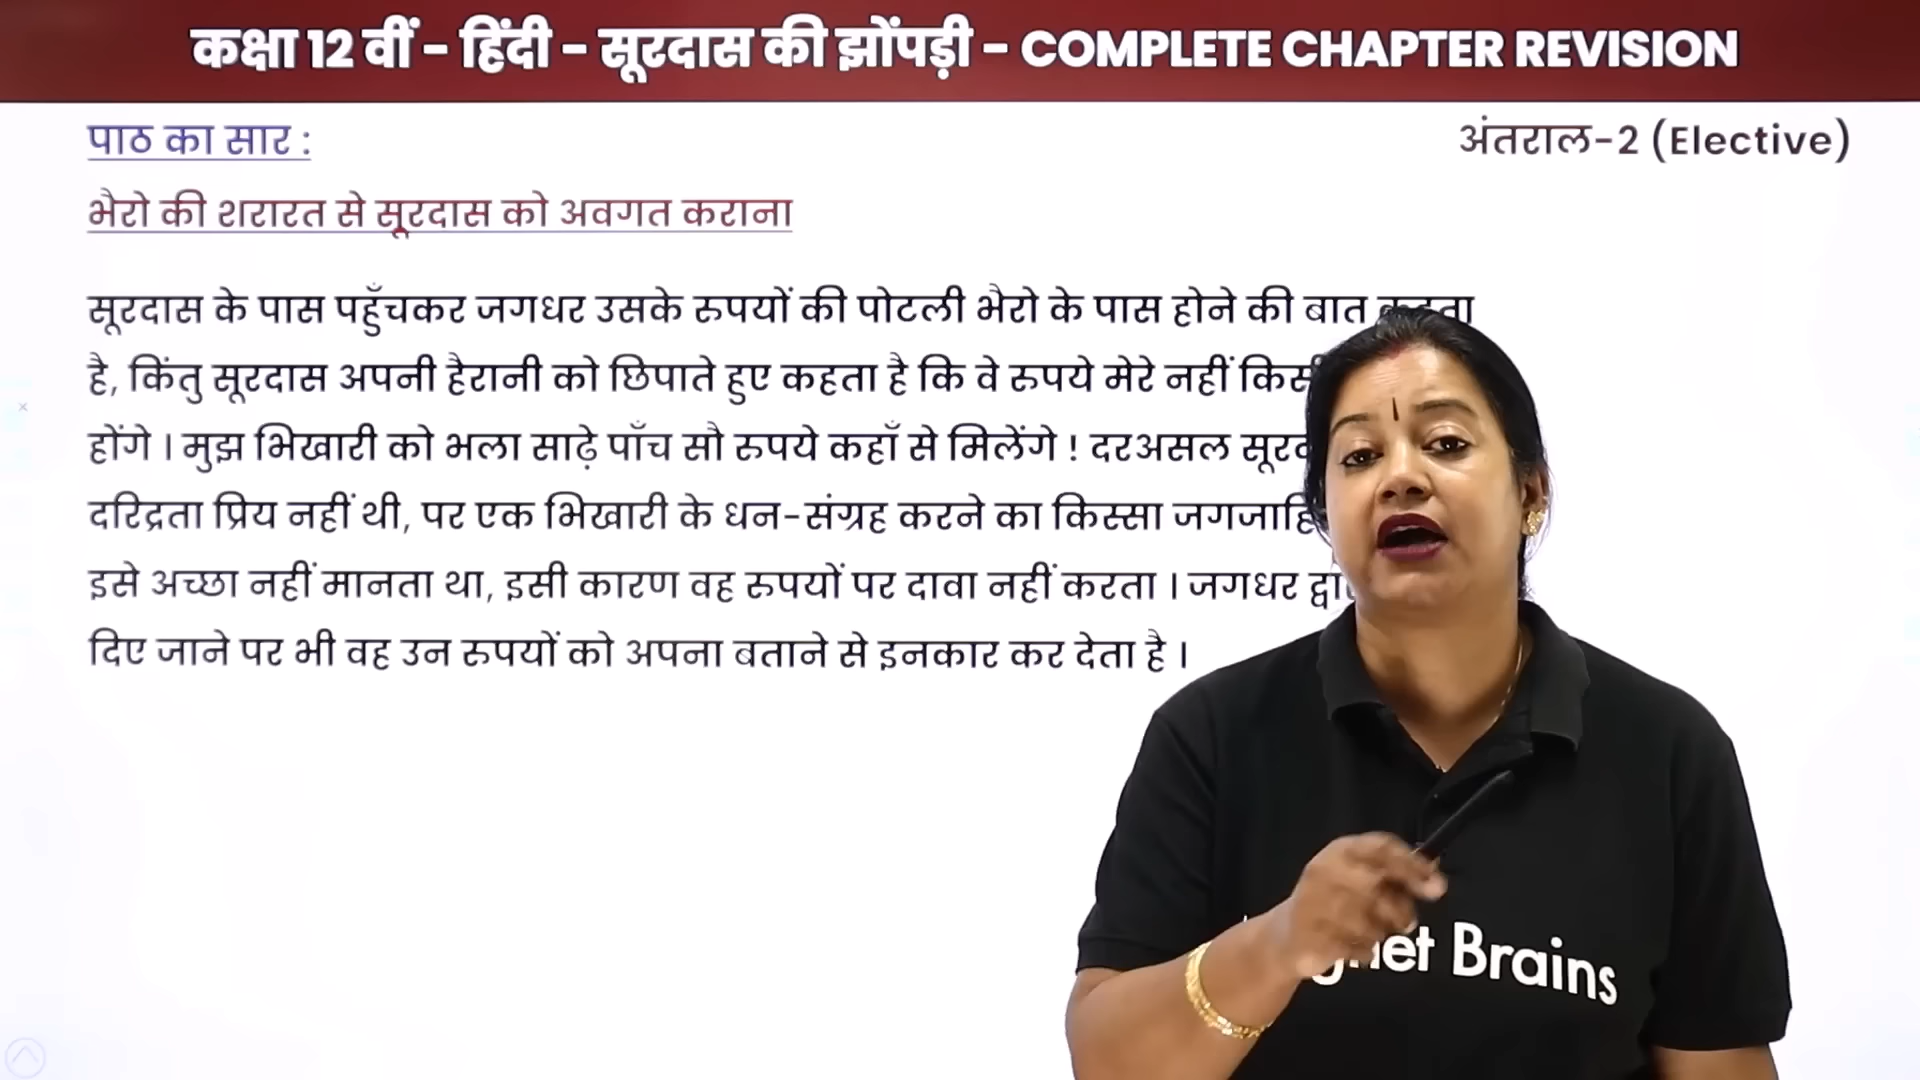 कक्षा 12 वीं - हिंदी - सूरदास की झोंपड़ी - COMPLETE CHAPTER REVISION
पाठ का सार :
अंतराल-2 (Elective)
भैरो की शरारत से सूरदास को अवगत कराना
सूरदास के पास पहुँचकर जगधर उसके रुपयों की पोटली भैरो के पास होने की बात
है, किंतु सूरदास अपनी हैरानी को छिपाते हुए कहता है कि वे रुपये मेरे नहीं
होंगे । मुझ भिखारी को भला साढ़े पाँच सौ रुपये कहाँ से मिलेंगे ! दरअसल
दरिद्रता प्रिय नहीं थी, पर एक भिखारी के धन-संग्रह करने का किस्सा
इसे अच्छा नहीं मानता था, इसी कारण वह रुपयों पर दावा नहीं करता । जगधर
दिए जाने पर भी वह उन रुपयों को अपना बताने से इनकार कर देता है ।
Brains